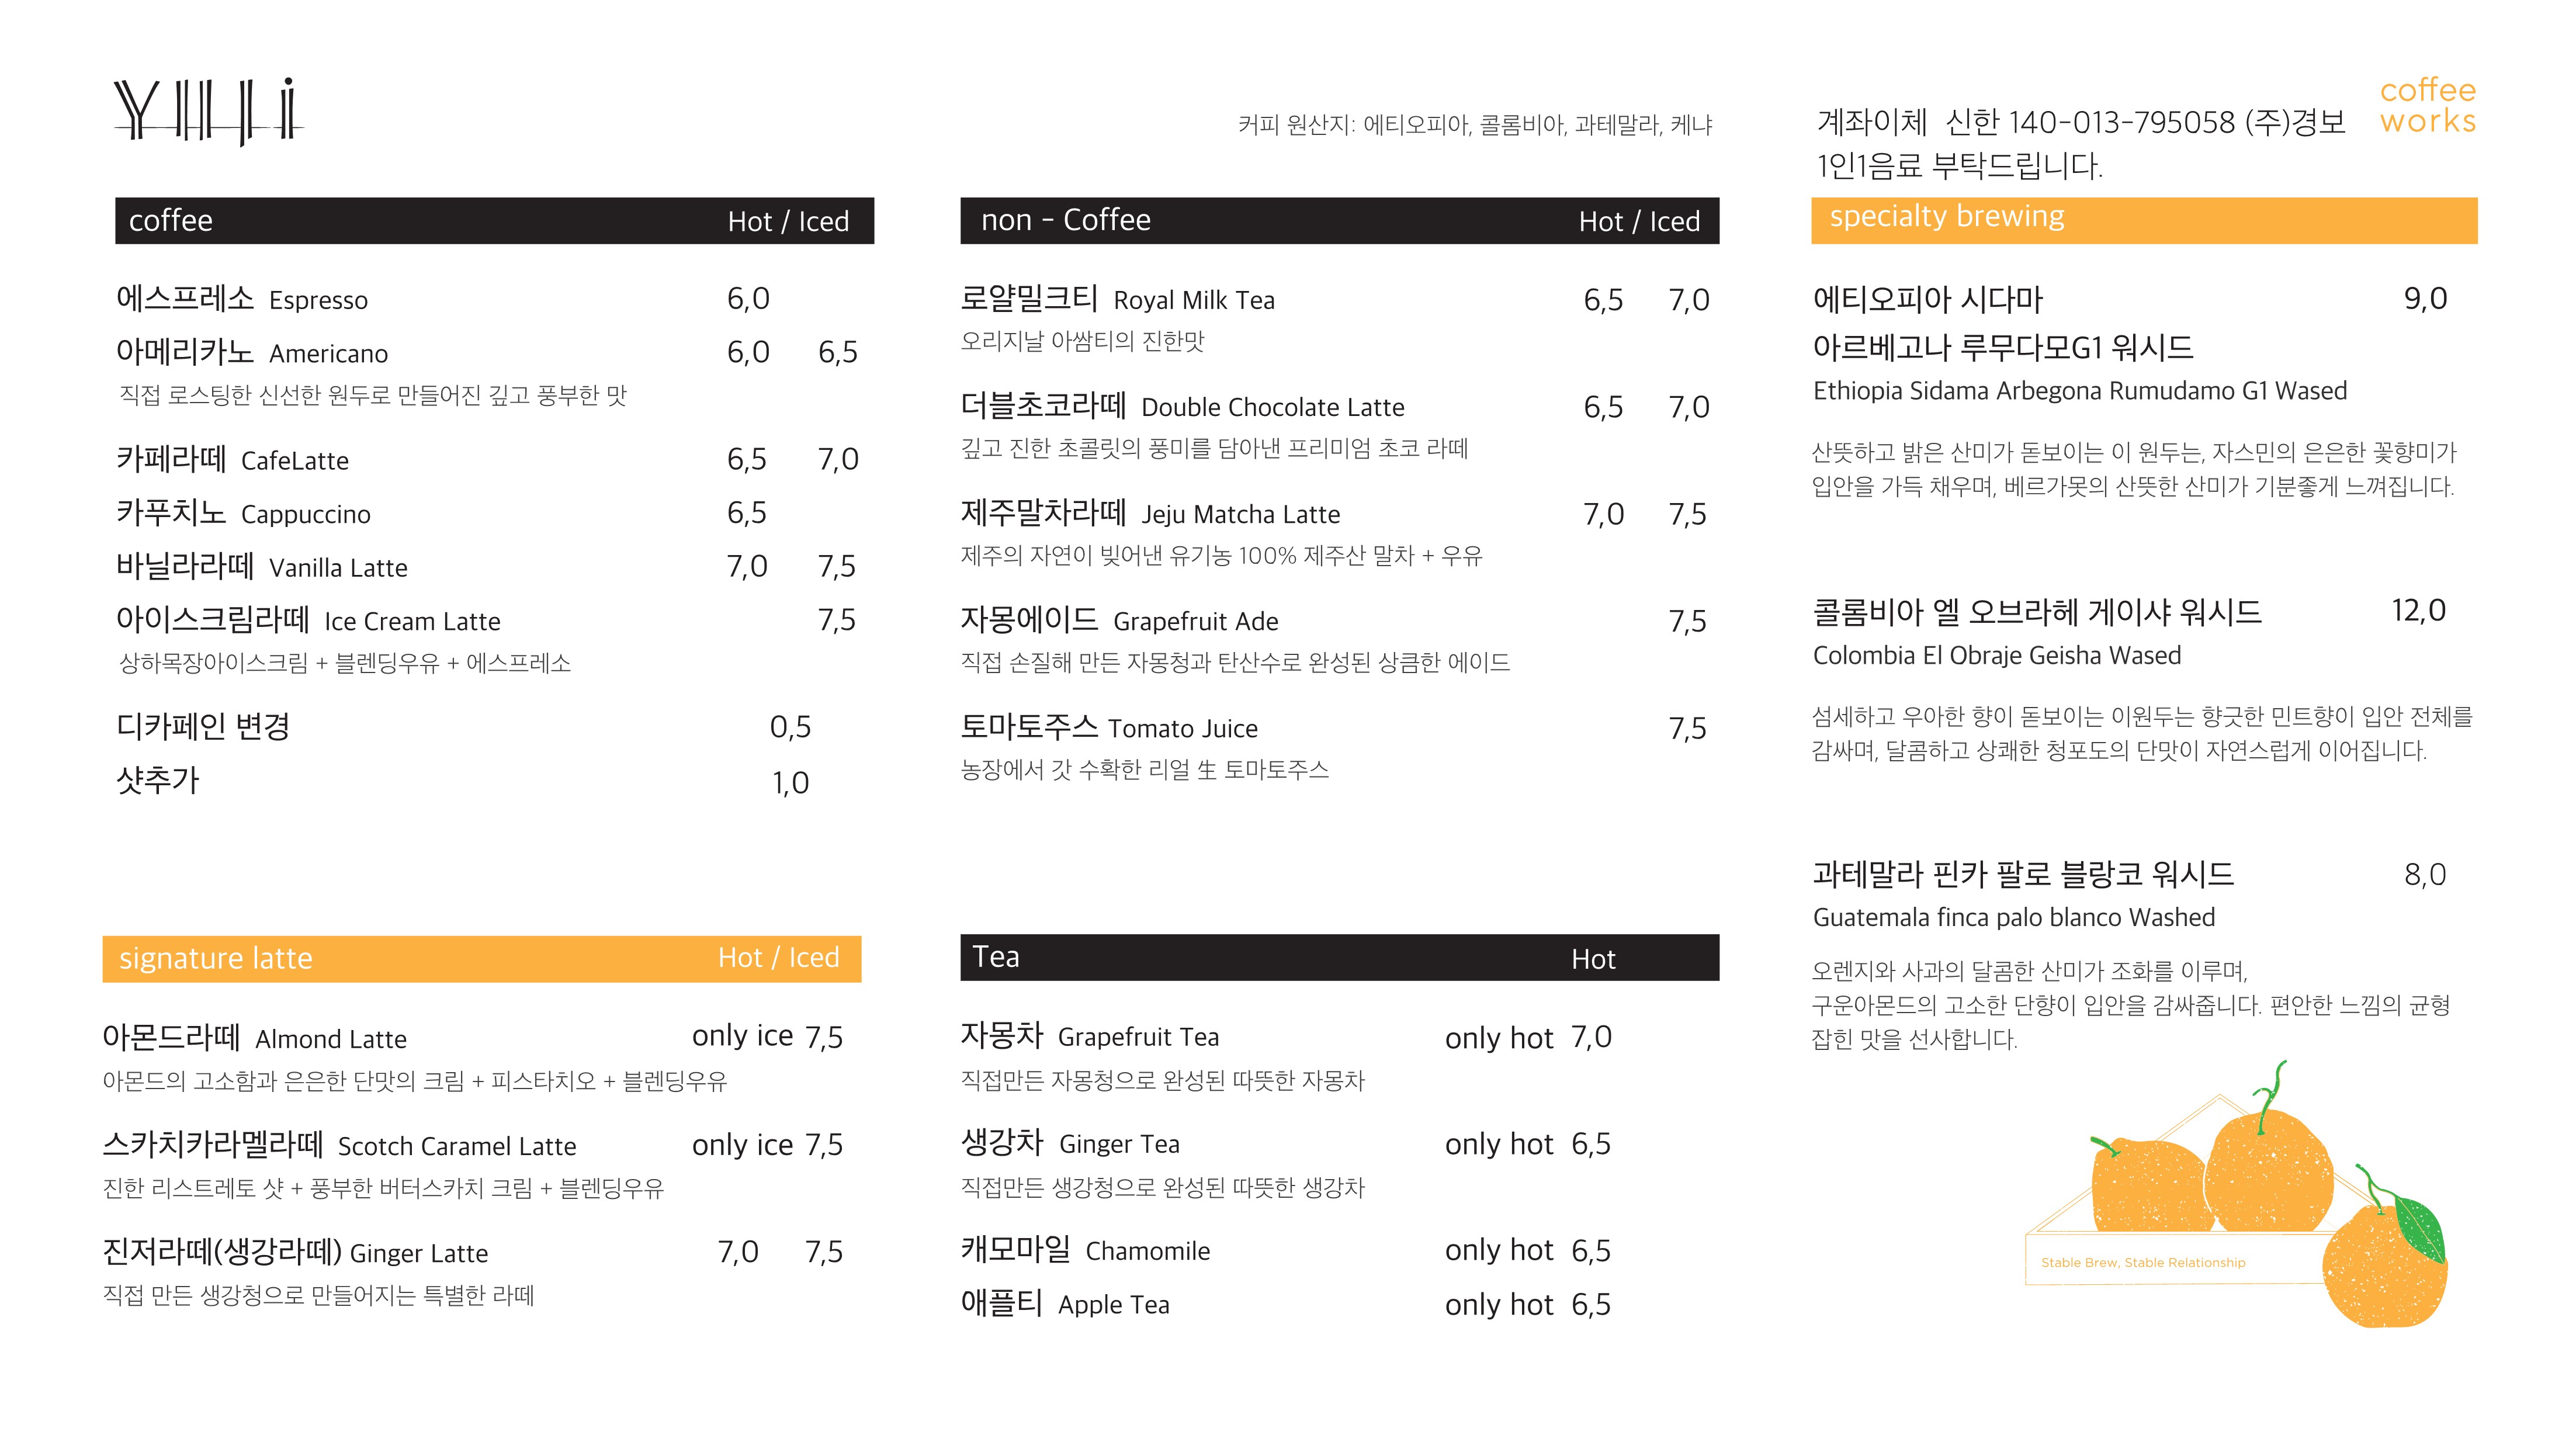 Yllli
커피 원산지: 에티오피아, 콜롬비아, 과테말라, 케냐
계좌이체 신한 140-013-795058 (주)경보
1인1음료 부탁드립니다.
coffee
works
coffee Hot / Iced
에스프레소 Espresso 6,0
아메리카노 Americano 6,0 6,5
직접 로스팅한 신선한 원두로 만들어진 깊고 풍부한 맛
카페라떼 CafeLatte 6,5 7,0
카푸치노 Cappuccino 6,5
바닐라라떼 Vanilla Latte 7,0 7,5
아이스크림라떼 Ice Cream Latte 7,5
상하목장아이스크림 + 블렌딩우유 + 에스프레소
디카페인 변경 0,5
샷추가 1,0
signature latte Hot / Iced
아몬드라떼 Almond Latte only ice 7,5
아몬드의 고소함과 은은한 단맛의 크림 + 피스타치오 + 블렌딩우유
스카치카라멜라떼 Scotch Caramel Latte only ice 7,5
진한 리스트레토 샷 + 풍부한 버터스카치 크림 + 블렌딩우유
진저라떼(생강라떼) Ginger Latte 7,0 7,5
직접 만든 생강청으로 만들어지는 특별한 라떼
non - Coffee Hot / Iced
로얄밀크티 Royal Milk Tea 6,5 7,0
오리지날 아쌈티의 진한맛
더블초코라떼 Double Chocolate Latte 6,5 7,0
깊고 진한 초콜릿의 풍미를 담아낸 프리미엄 초코 라떼
제주말차라떼 Jeju Matcha Latte 7,0 7,5
제주의 자연이 빚어낸 유기농 100% 제주산 말차 + 우유
자몽에이드 Grapefruit Ade 7,5
직접 손질해 만든 자몽청과 탄산수로 완성된 상큼한 에이드
토마토주스 Tomato Juice 7,5
농장에서 갓 수확한 리얼 生 토마토주스
Tea Hot
자몽차 Grapefruit Tea only hot 7,0
직접만든 자몽청으로 완성된 따뜻한 자몽차
생강차 Ginger Tea only hot 6,5
직접만든 생강청으로 완성된 따뜻한 생강차
캐모마일 Chamomile only hot 6,5
애플티 Apple Tea only hot 6,5
specialty brewing
에티오피아 시다마 9,0
아르베고나 루무다모G1 워시드
Ethiopia Sidama Arbegona Rumudamo G1 Wased
산뜻하고 밝은 산미가 돋보이는 이 원두는, 자스민의 은은한 꽃향미가
입안을 가득 채우며, 베르가못의 산뜻한 산미가 기분좋게 느껴집니다.
콜롬비아 엘 오브라헤 게이샤 워시드 12,0
Colombia El Obraje Geisha Wased
섬세하고 우아한 향이 돋보이는 이원두는 향긋한 민트향이 입안 전체를
감싸며, 달콤하고 상쾌한 청포도의 단맛이 자연스럽게 이어집니다.
과테말라 핀카 팔로 블랑코 워시드 8,0
Guatemala finca palo blanco Washed
오렌지와 사과의 달콤한 산미가 조화를 이루며,
구운아몬드의 고소한 단향이 입안을 감싸줍니다. 편안한 느낌의 균형
잡힌 맛을 선사합니다.
Stable Brew, Stable Relationship